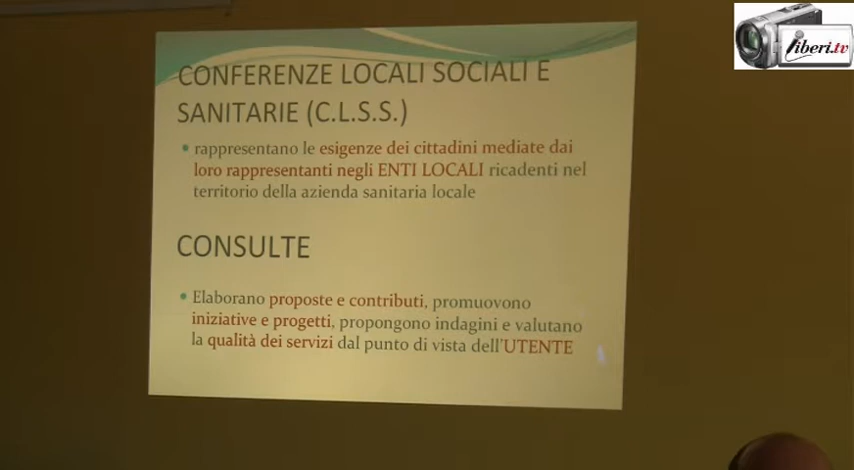 CONFERENZE LOCALI SOCIALI E
SANITARIE (C.L.S.S.)
• rappresentano le esigenze dei cittadini mediate dai
loro rappresentanti negli ENTI LOCALI ricadenti nel
territorio della azienda sanitaria locale
CONSULTE
• Elaborano proposte e contributi, promuovono
iniziative e progetti, propongono indagini e valutano
la qualità dei servizi dal punto di vista dell'UTENTE
liberi.tv